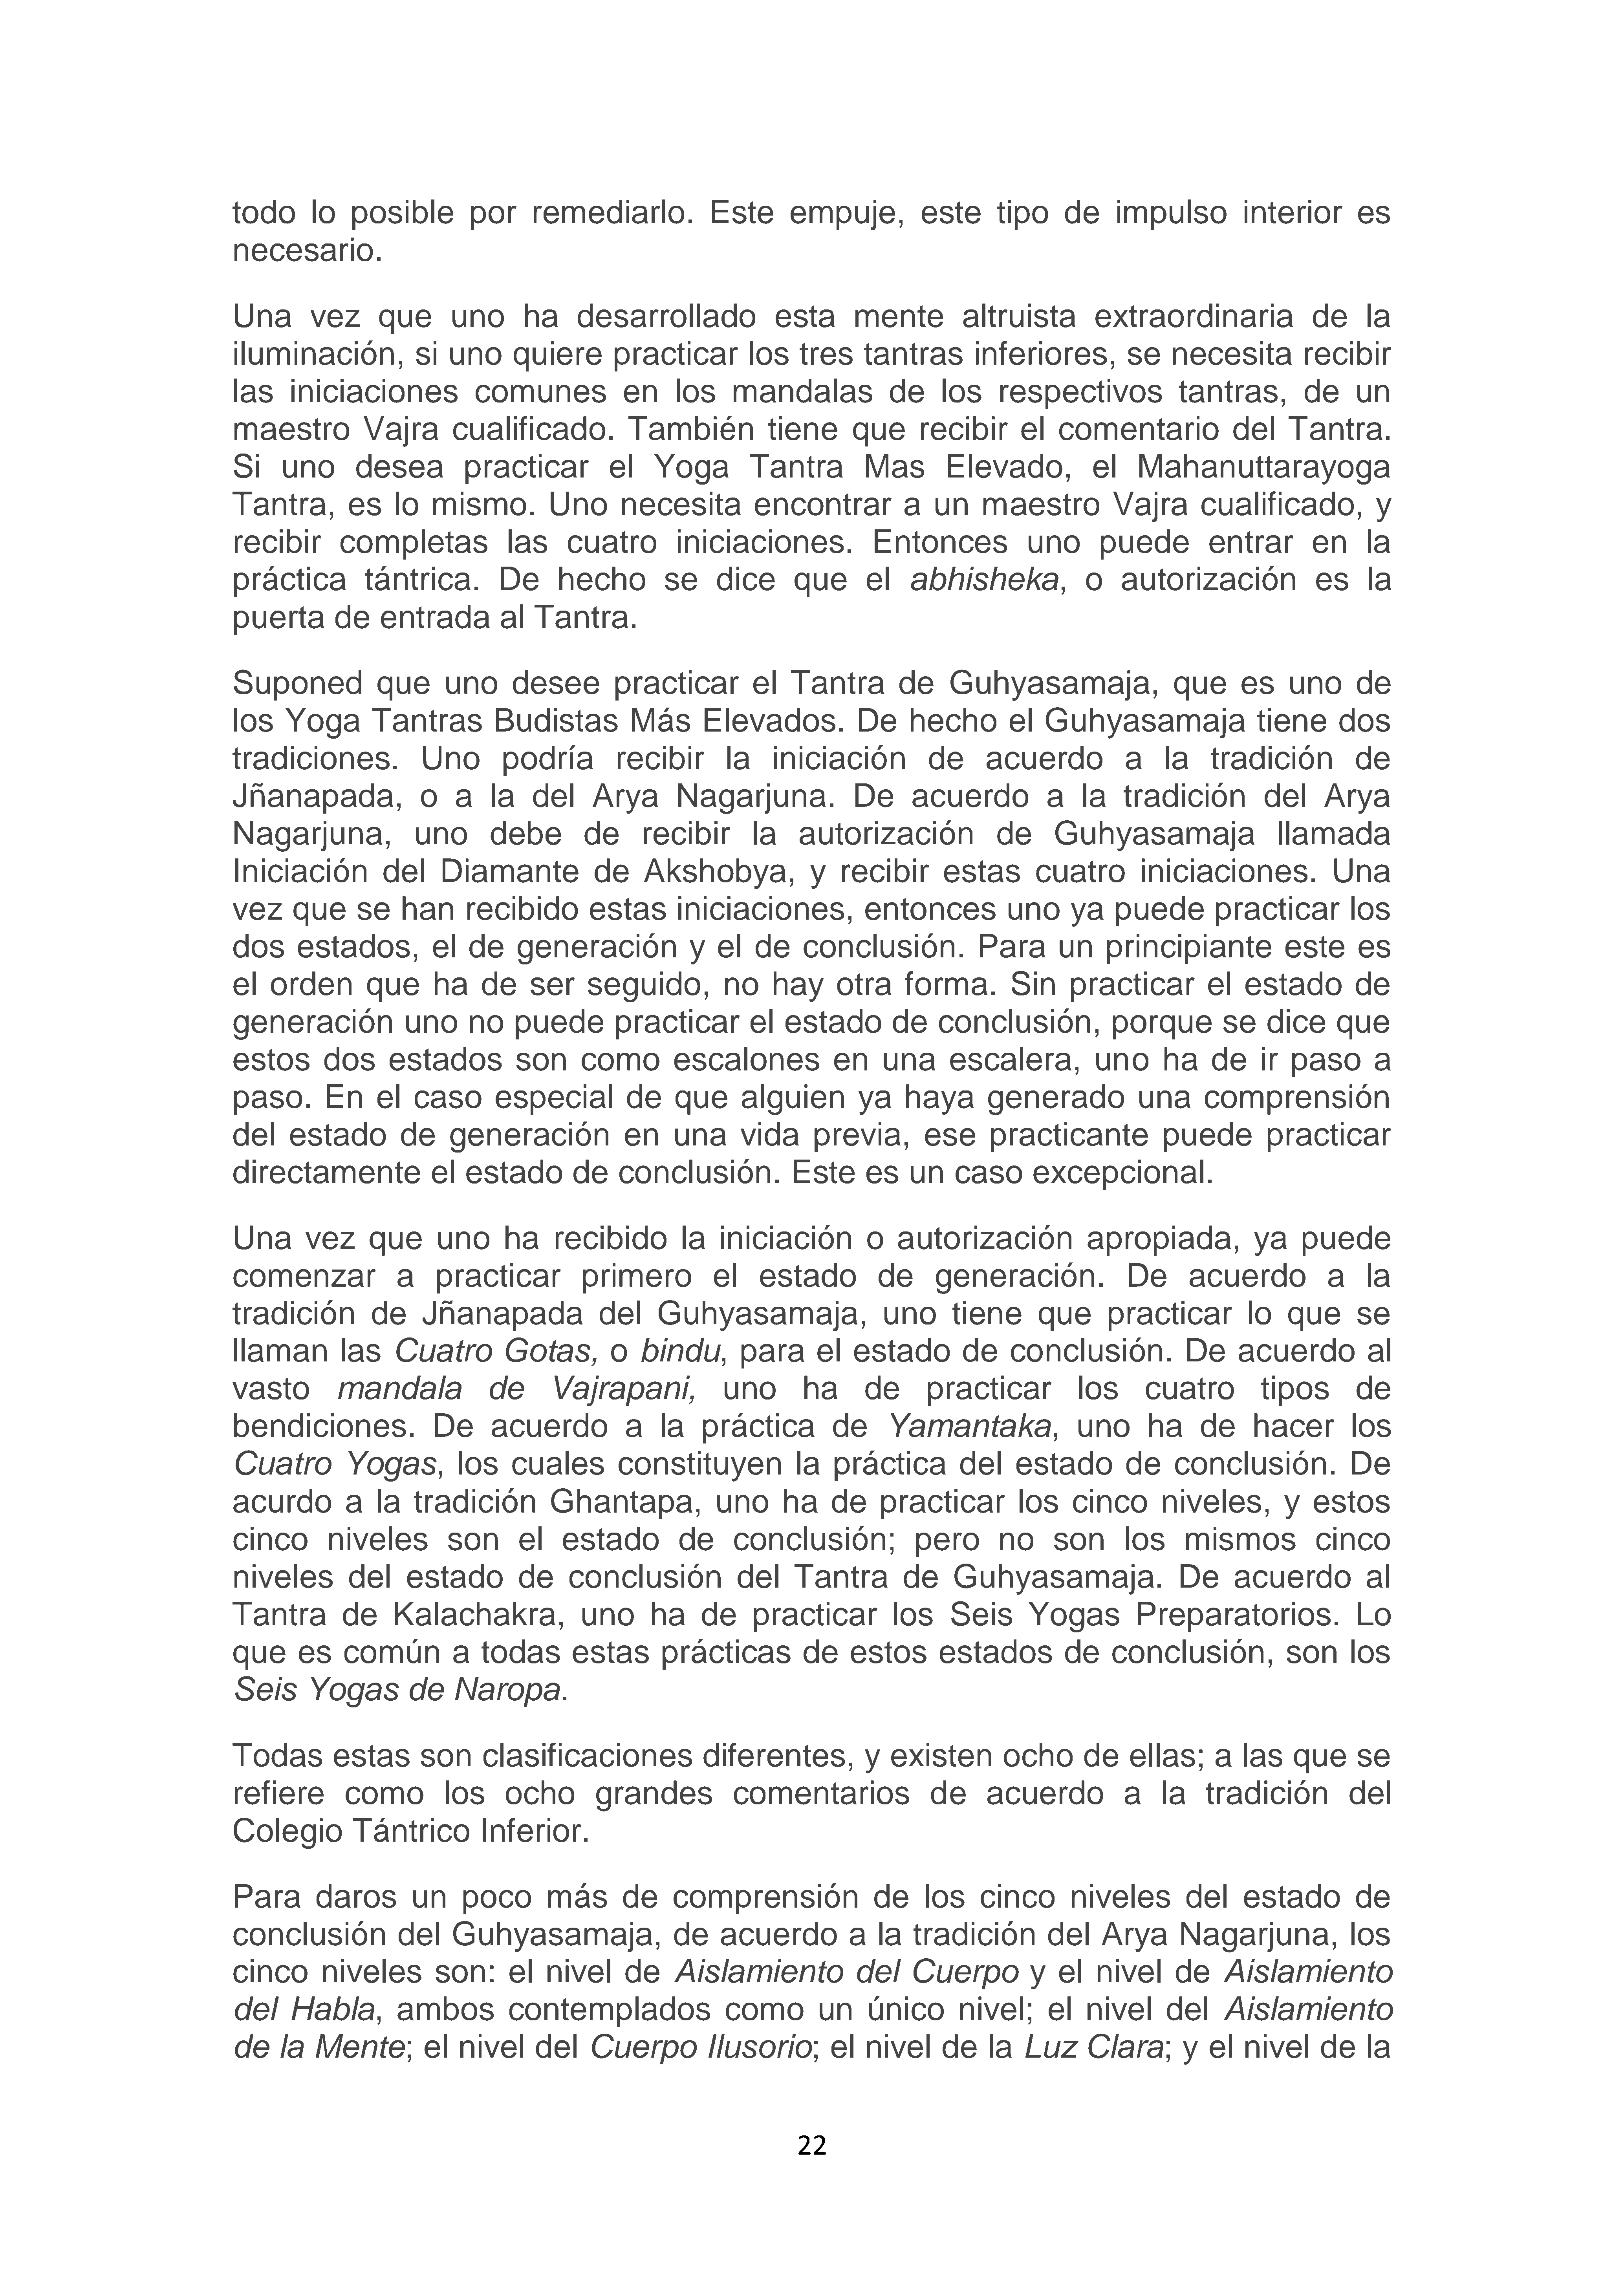 todo lo posible por remediarlo. Este empuje, este tipo de impulso interior es
necesario.
Una vez que uno ha desarrollado esta mente altruista extraordinaria de la
iluminación, si uno quiere practicar los tres tantras inferiores, se necesita recibir
las iniciaciones comunes en los mandalas de los respectivos tantras, de un
maestro Vajra cualificado. También tiene que recibir el comentario del Tantra.
Si uno desea practicar el Yoga Tantra Mas Elevado, el Mahanuttarayoga
Tantra, es lo mismo. Uno necesita encontrar a un maestro Vajra cualificado, y
recibir completas las cuatro iniciaciones. Entonces uno puede entrar en la
práctica tántrica. De hecho se dice que el abhisheka, o autorización es la
puerta de entrada al Tantra.
Suponed que uno desee practicar el Tantra de Guhyasamaja, que es uno de
los Yoga Tantras Budistas Más Elevados. De hecho el Guhyasamaja tiene dos
tradiciones. Uno podría recibir la iniciación de acuerdo a la tradición de
Jñanapada, o a la del Arya Nagarjuna. De acuerdo a la tradición del Arya
Nagarjuna, uno debe de recibir la autorización de Guhyasamaja llamada
Iniciación del Diamante de Akshobya, y recibir estas cuatro iniciaciones. Una
vez que se han recibido estas iniciaciones, entonces uno ya puede practicar los
dos estados, el de generación y el de conclusión. Para un principiante este es
el orden que ha de ser seguido, no hay otra forma. Sin practicar el estado de
generación uno no puede practicar el estado de conclusión, porque se dice que
estos dos estados son como escalones en una escalera, uno ha de ir paso a
paso. En el caso especial de que alguien ya haya generado una comprensión
del estado de generación en una vida previa, ese practicante puede practicar
directamente el estado de conclusión. Este es un caso excepcional.
Una vez que uno ha recibido la iniciación o autorización apropiada, ya puede
comenzar a practicar primero el estado de generación. De acuerdo a la
tradición de Jñanapada del Guhyasamaja, uno tiene que practicar lo que se
llaman las Cuatro Gotas, o bindu, para el estado de conclusión. De acuerdo al
vasto mandala de Vajrapani, uno ha de practicar los cuatro tipos de
bendiciones. De acuerdo a la práctica de Yamantaka, uno ha de hacer los
Cuatro Yogas, los cuales constituyen la práctica del estado de conclusión. De
acurdo a la tradición Ghantapa, uno ha de practicar los cinco niveles, y estos
cinco niveles son el estado de conclusión; pero no son los mismos cinco
niveles del estado de conclusión del Tantra de Guhyasamaja. De acuerdo al
Tantra de Kalachakra, uno ha de practicar los Seis Yogas Preparatorios. Lo
que es común a todas estas prácticas de estos estados de conclusión, son los
Seis Yogas de Naropa.
Todas estas son clasificaciones diferentes, y existen ocho de ellas; a las que se
refiere como los ocho grandes comentarios de acuerdo a la tradición del
Colegio Tántrico Inferior.
Para daros un poco más de comprensión de los cinco niveles del estado de
conclusión del Guhyasamaja, de acuerdo a la tradición del Arya Nagarjuna, los
cinco niveles son: el nivel de Aislamiento del Cuerpo y el nivel de Aislamiento
del Habla, ambos contemplados como un único nivel; el nivel del Aislamiento
de la Mente; el nivel del Cuerpo Ilusorio; el nivel de la Luz Clara; y el nivel de la
22